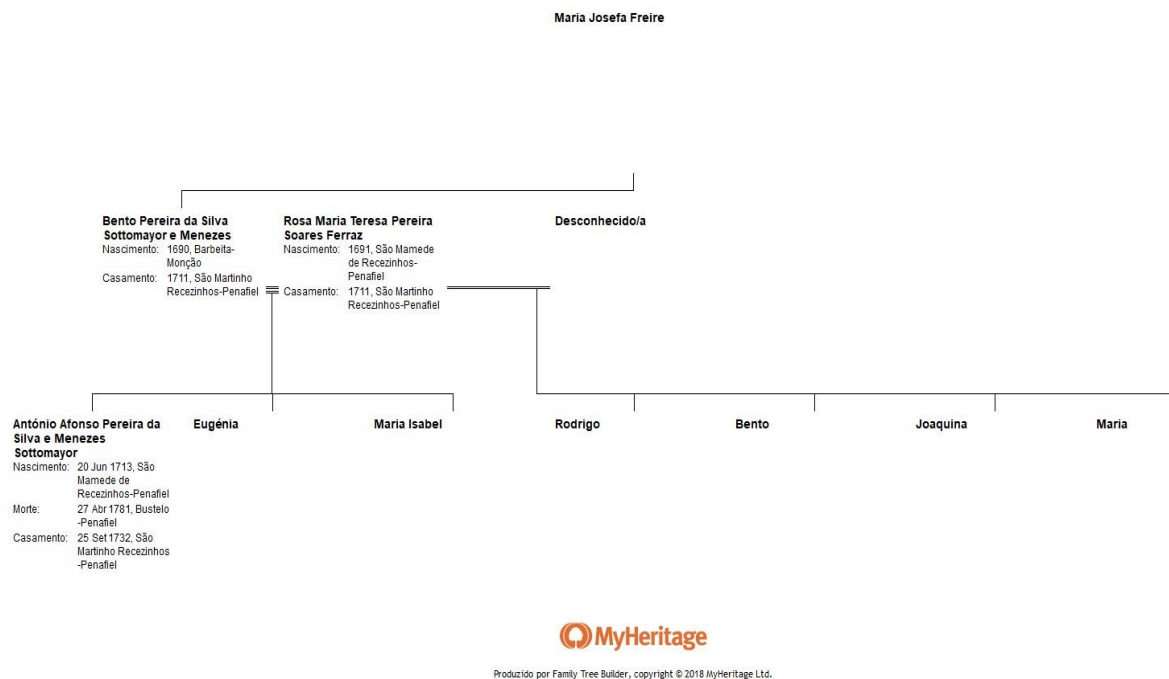 Maria Josefa Freire
Bento Pereira da Silva
Sottomayor e Menezes
Nascimento: 1690, Barbeita-
Monção
Casamento: 1711, São Martinho
Recezinhos-Penafiel
Rosa Maria Teresa Pereira
Soares Ferraz
Nascimento: 1691, São Mamede
de Recezinhos-
Penafiel
Casamento: 1711, São Martinho
Recezinhos-Penafiel
Desconhecido/a
António Afonso Pereira da
Silva e Menezes
Sottomayor
Nascimento: 20 Jun 1713, São
Mamede de
Recezinhos-Penafiel
Morte: 27 Abr 1781, Bustelo
-Penafiel
Casamento: 25 Set 1732, São
Martinho Recezinhos
-Penafiel
Eugénia
Maria Isabel
Rodrigo
Bento
Joaquina
Maria
MyHeritage
Produzido por Family Tree Builder, copyright © 2018 MyHeritage Ltd.